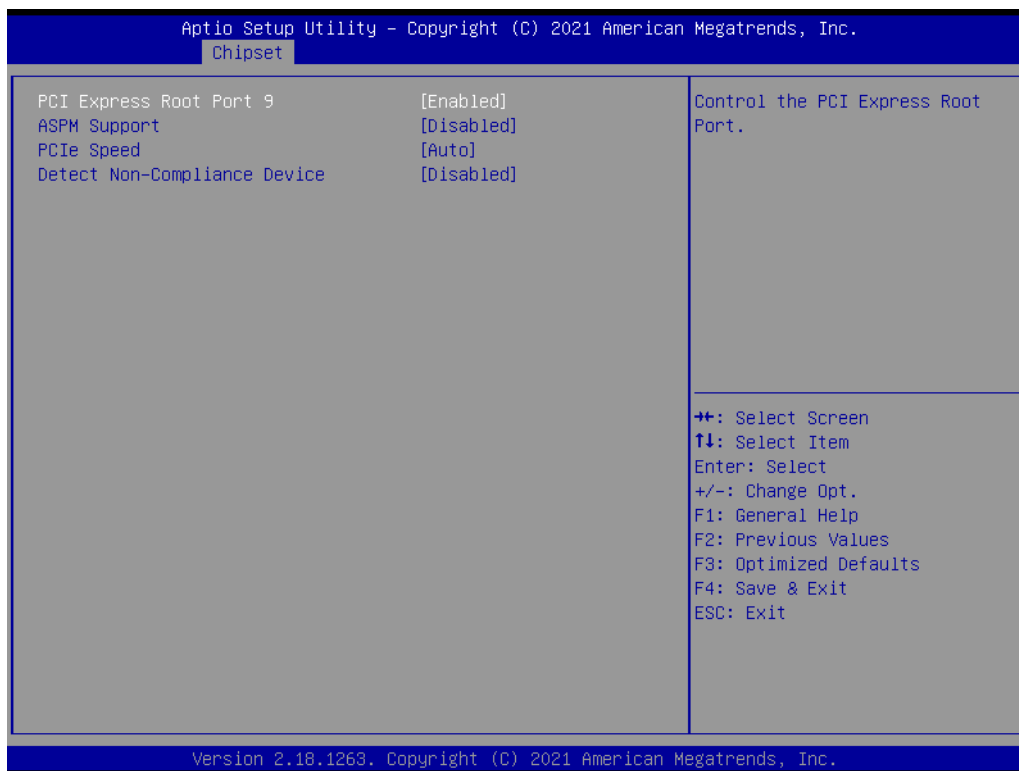 Aptio Setup Utility – Copyright (C) 2021 American Megatrends, Inc.
Chipset
PCI Express Root Port 9 [Enabled]
ASPM Support [Disabled]
PCIe Speed [Auto]
Detect Non-Compliance Device [Disabled]
Control the PCI Express Root
Port.
→←: Select Screen
↑↓: Select Item
Enter: Select
+/-: Change Opt.
F1: General Help
F2: Previous Values
F3: Optimized Defaults
F4: Save & Exit
ESC: Exit
Version 2.18.1263. Copyright (C) 2021 American Megatrends, Inc.